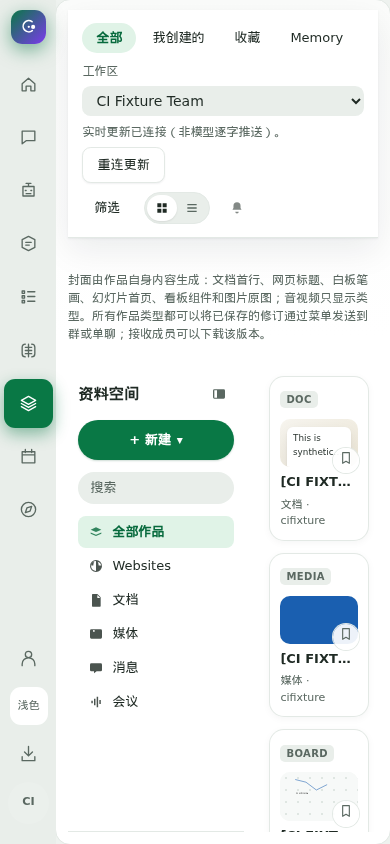 全部
我创建的
收藏
Memory
工作区
CI Fixture Team
实时更新已连接（非模型逐字推送）。
重连更新
筛选
封面由作品自身内容生成：文档首行、网页标题、白板笔
画、幻灯片首页、看板组件和图片原图；音视频只显示类
型。所有作品类型都可以将已保存的修订通过菜单发送到
群或单聊；接收成员可以下载该版本。
资料空间
+ 新建 ▾
搜索
全部作品
Websites
文档
媒体
消息
会议
DOC
This is
synthetic
[CI FIXT…
文档 ·
cifixture
MEDIA
[CI FIXT…
媒体 ·
cifixture
BOARD
浅色
CI